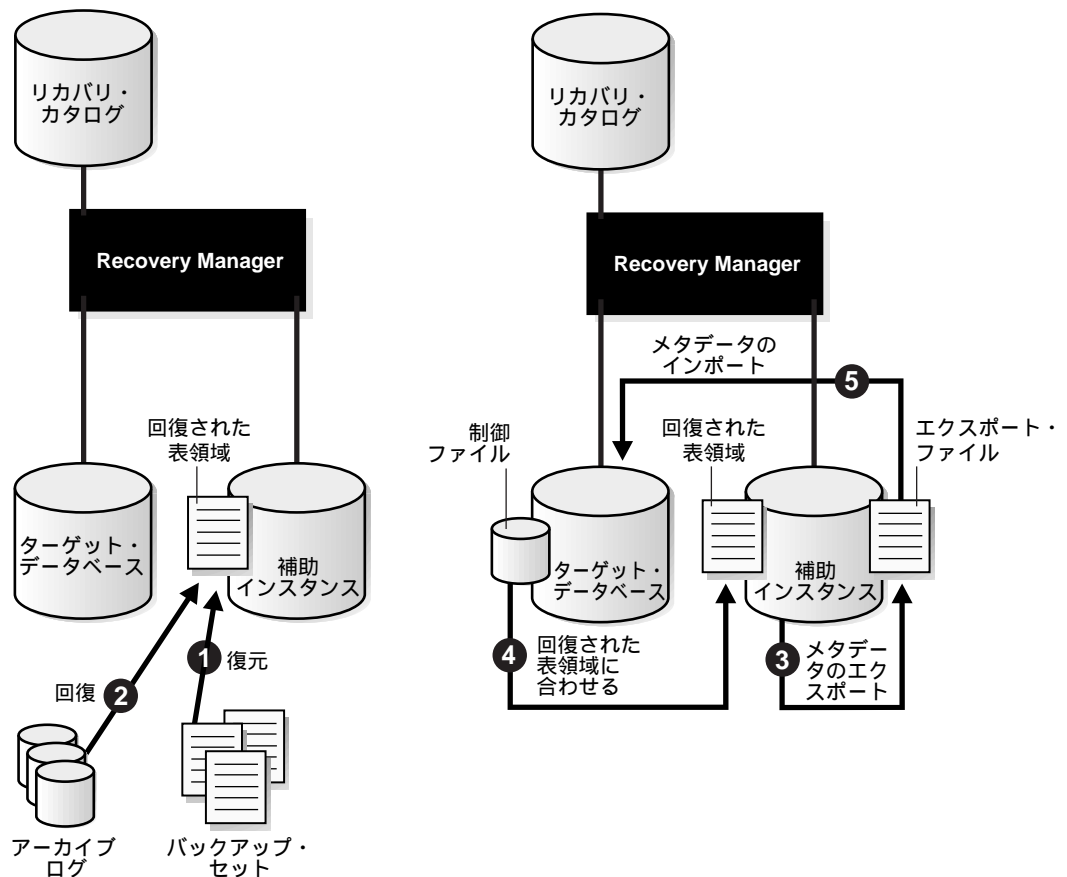 リカバリ・
カタログ
Recovery Manager
回復された
表領域
ターゲット・
データベース
補助
インスタンス
1 復元
回復 2
アーカイブ
ログ
バックアップ・
セット
リカバリ・
カタログ
Recovery Manager
メタデータの
インポート
5
制御
ファイル
回復された
表領域
エクスポート・
ファイル
ターゲット・
データベース
補助
インスタンス
4
回復された
表領域に
合わせる
3
メタデー
タのエク
スポート